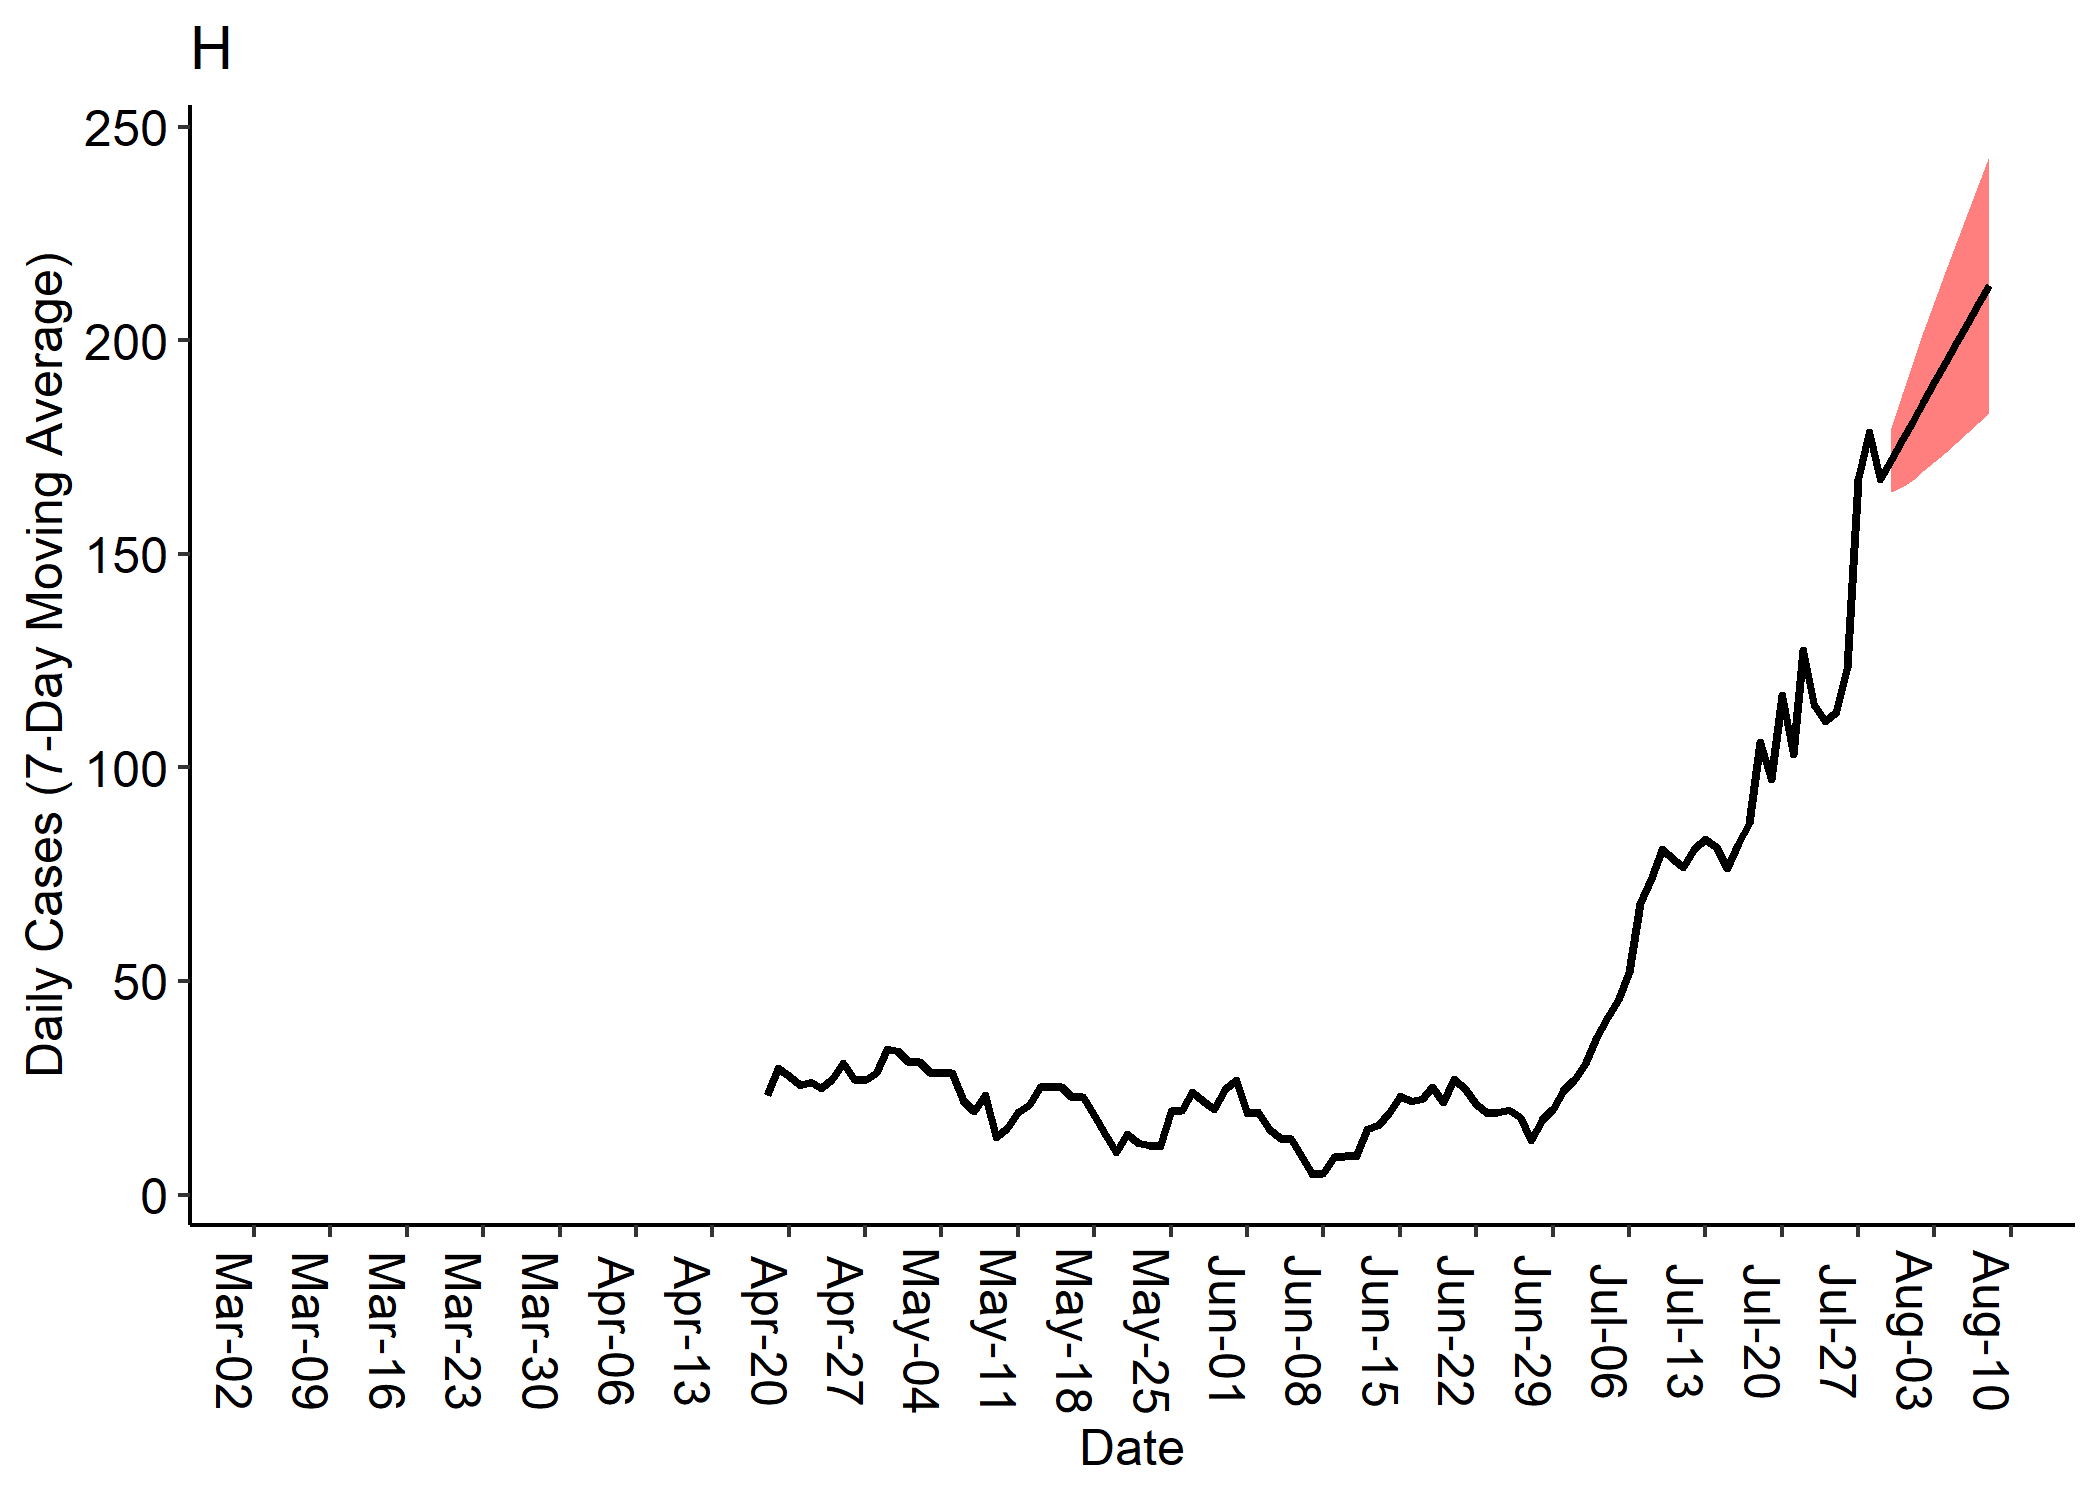 H
Daily Cases (7-Day Moving Average)
250
200
150
100
50
0
Mar-02
Mar-09
Mar-16
Mar-23
Mar-30
Apr-06
Apr-13
Apr-20
Apr-27
May-04
May-11
May-18
May-25
Jun-01
Jun-08
Jun-15
Jun-22
Jun-29
Jul-06
Jul-13
Jul-20
Jul-27
Aug-03
Aug-10
Date